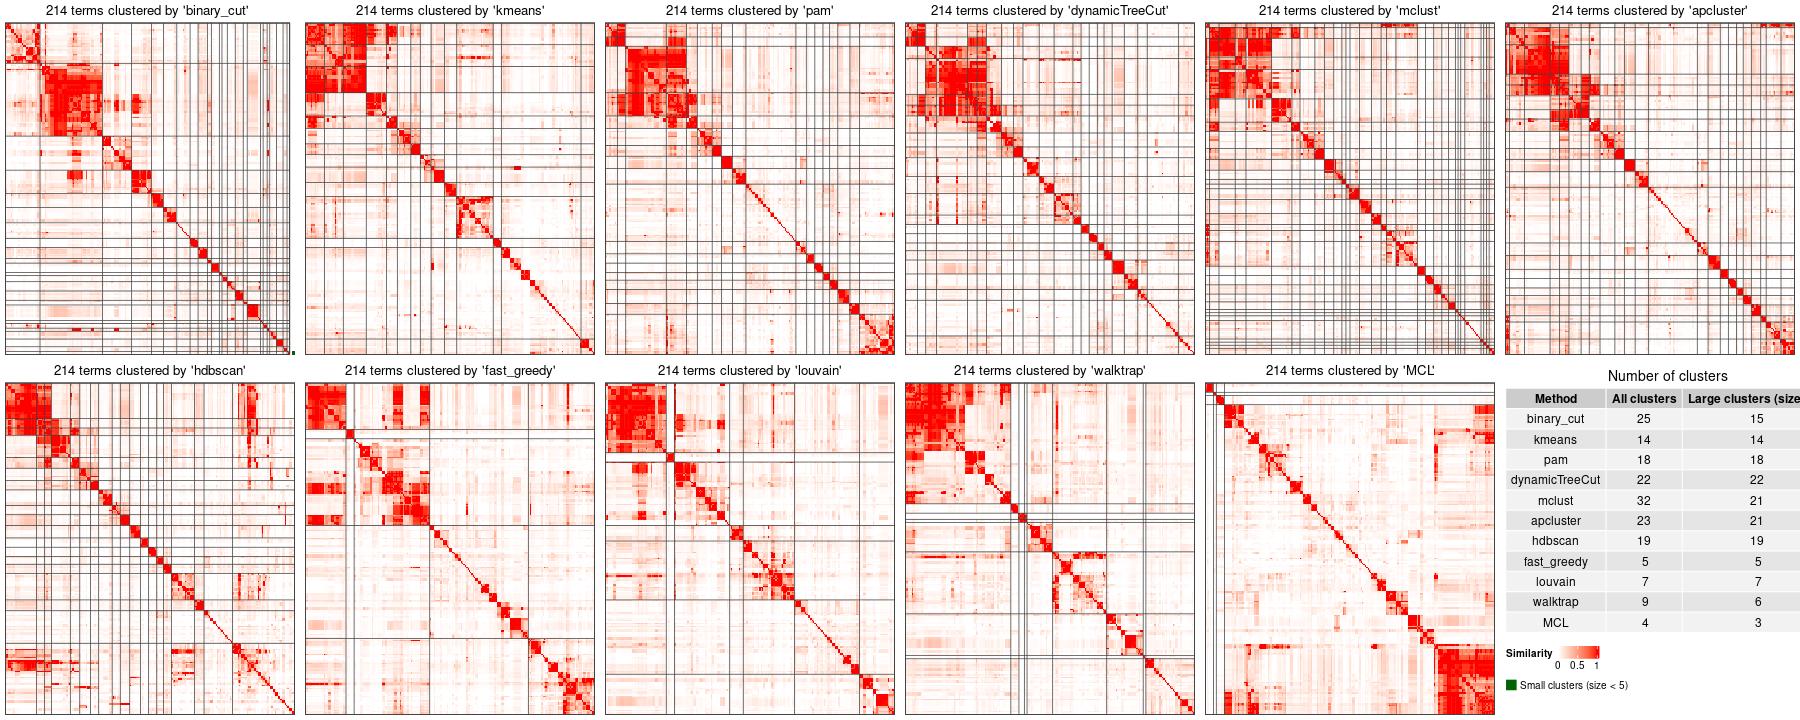 214 terms clustered by 'binary_cut'
214 terms clustered by 'kmeans'
214 terms clustered by 'pam'
214 terms clustered by 'dynamicTreeCut'
214 terms clustered by 'mclust'
214 terms clustered by 'apcluster'
214 terms clustered by 'hdbscan'
214 terms clustered by 'fast_greedy'
214 terms clustered by 'louvain'
214 terms clustered by 'walktrap'
214 terms clustered by 'MCL'
Number of clusters
Method All clusters Large clusters (size
binary_cut 25 15
kmeans 14 14
pam 18 18
dynamicTreeCut 22 22
mclust 32 21
apcluster 23 21
hdbscan 19 19
fast_greedy 5 5
louvain 7 7
walktrap 9 6
MCL 4 3
Similarity
0 0.5 1
Small clusters (size < 5)